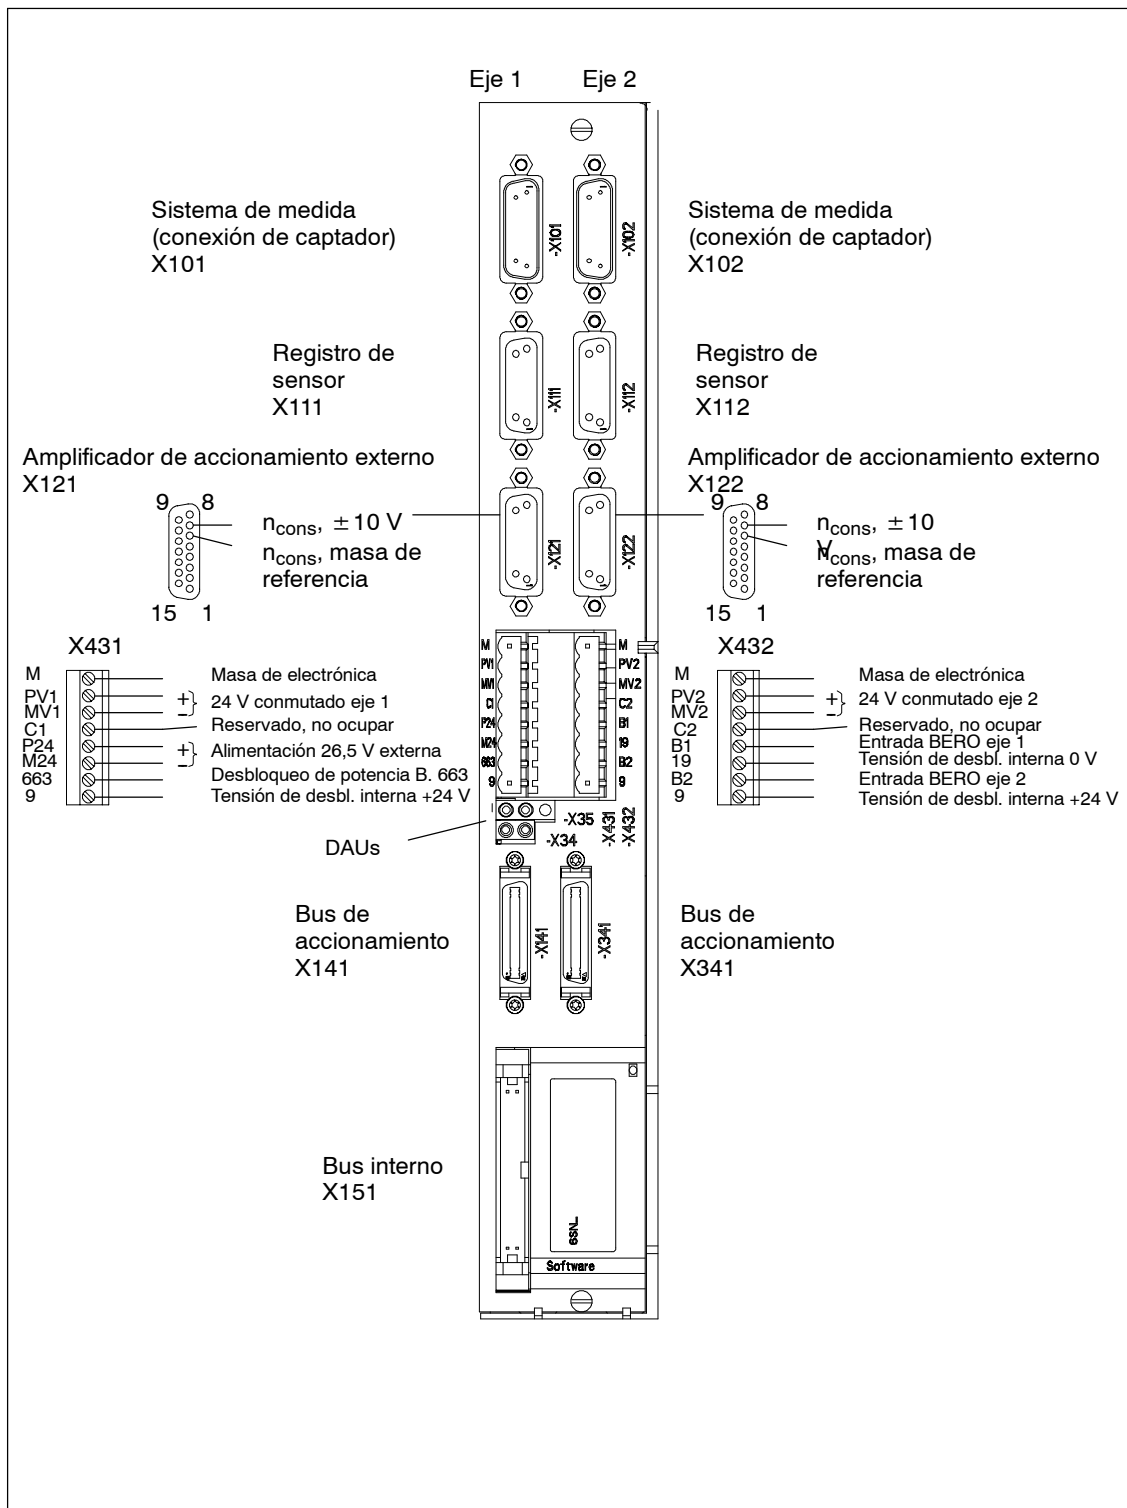 Eje 1
Eje 2
Sistema de medida
(conexión de captador)
X101
Sistema de medida
(conexión de captador)
X102
-X101
-X102
Registro de
sensor
X111
Registro de
sensor
X112
-X111
-X112
Amplificador de accionamiento externo
X121
9 8
n cons, ±10 V
n cons, masa de
referencia
15 1
Amplificador de accionamiento externo
X122
9 8
n cons, ±10
V
n cons, masa de
referencia
15 1
-X121
-X122
X431
M Masa de electrónica
PV1 + 24 V conmutado eje 1
MV1 –
C1 Reservado, no ocupar
P24 + Alimentación 26,5 V externa
M24 –
663 Desbloqueo de potencia B. 663
9 Tensión de desbl. interna +24 V
M
PV1
MV1
C1
P24
M24
663
9
M
PV2
MV2
C2
B1
19
B2
9
X432
M Masa de electrónica
PV2 + 24 V conmutado eje 2
MV2 –
C2 Reservado, no ocupar
B1 Entrada BERO eje 1
19 Tensión de desbl. interna 0 V
B2 Entrada BERO eje 2
9 Tensión de desbl. interna +24 V
-X35
-X34
-X431
-X432
DAUs
Bus de
accionamiento
X141
-X141
-X341
Bus de
accionamiento
X341
Bus interno
X151
6SN_
Software